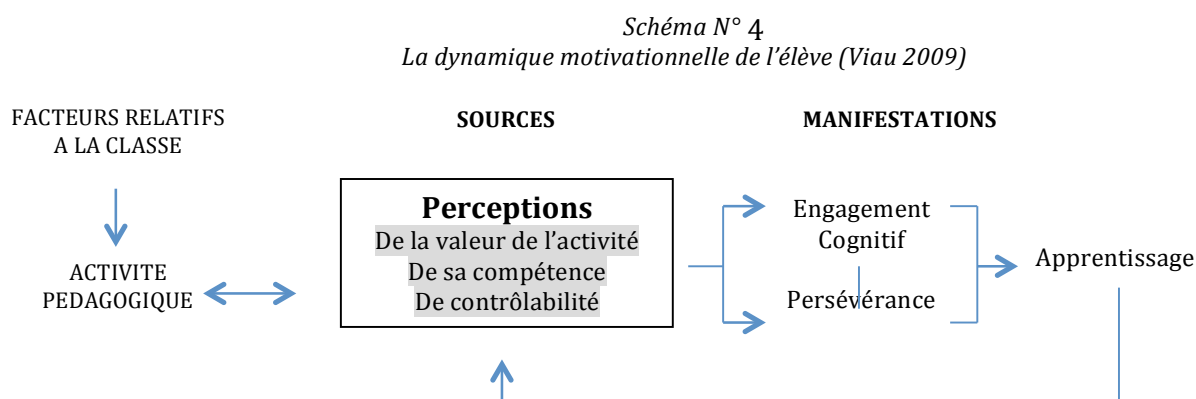 Schéma N° 4
La dynamique motivationnelle de l’élève (Viau 2009)
FACTEURS RELATIFS
A LA CLASSE
SOURCES
MANIFESTATIONS
Perceptions
De la valeur de l’activité
De sa compétence
De contrôlabilité
Engagement
Cognitif
Persévérance
Apprentissage
ACTIVITE
PEDAGOGIQUE